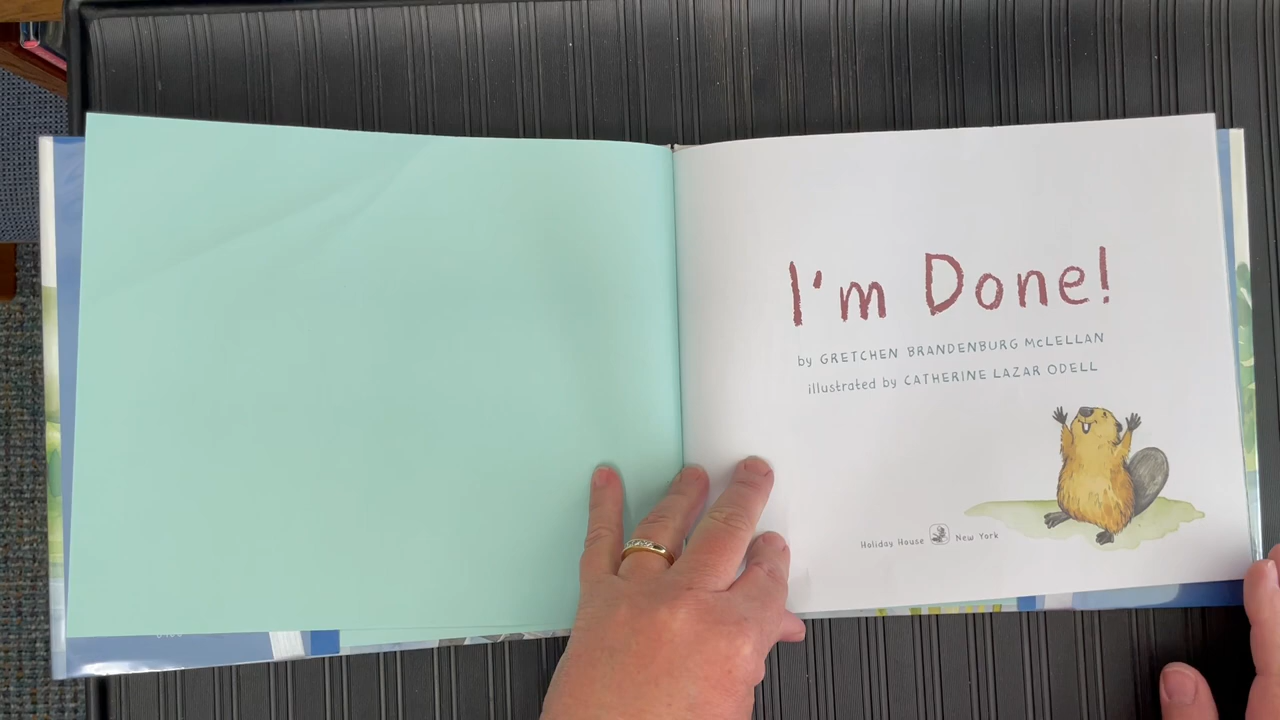 I'm Done!
by GRETCHEN BRANDENBURG McLELLAN
illustrated by CATHERINE LAZAR ODELL
Holiday House New York